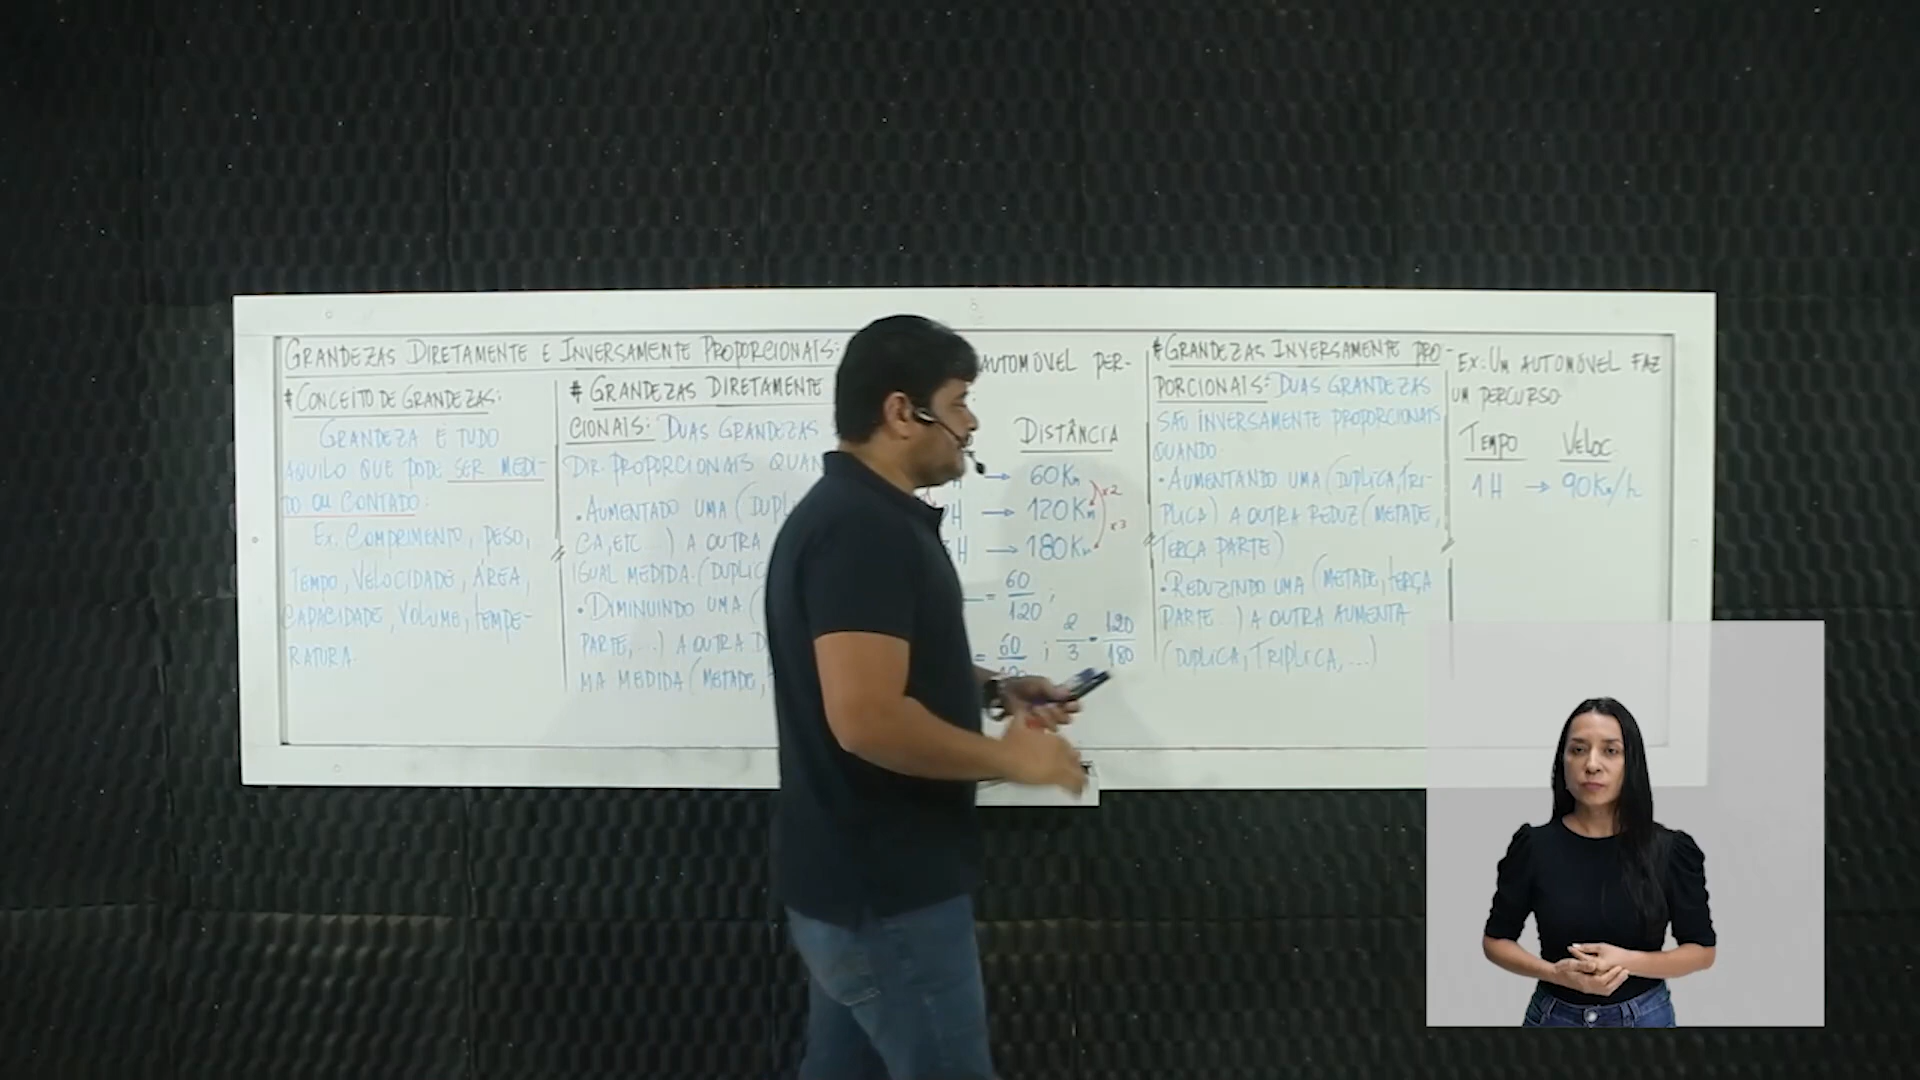 GRANDEZAS DIRETAMENTE E INVERSAMENTE PROPORCIONAIS:
# CONCEITO DE GRANDEZAS:
GRANDEZA É TUDO
AQUILO QUE PODE SER MEDI-
DO OU CONTADO:
EX. COMPRIMENTO, PESO,
TEMPO, VELOCIDADE, ÁREA,
CAPACIDADE, VOLUME, TEMPE-
RATURA.
# GRANDEZAS DIRETAMENTE
CIONAIS: DUAS GRANDEZAS
DIR. PROPORCIONAIS QUAN
• AUMENTADO UMA (DUPL
CA, ETC...) A OUTRA
IGUAL MEDIDA. (DUPLIC
• DIMINUINDO UMA (
PARTE, ...) A OUTRA D
MA MEDIDA (METADE,
AUTOMÓVEL PER-
DISTÂNCIA
H → 60Km
H → 120Km x2
H → 180Km x3
= 60/120 ;
= 60/ ; 2/3 = 120/180
# GRANDEZAS INVERSAMENTE PRO-
PORCIONAIS: DUAS GRANDEZAS
SÃO INVERSAMENTE PROPORCIONAIS
QUANDO:
• AUMENTANDO UMA (DUPLICA, TRI-
PLICA) A OUTRA REDUZ (METADE,
TERÇA PARTE)
• REDUZINDO UMA (METADE, TERÇA
PARTE...) A OUTRA AUMENTA
(DUPLICA, TRIPLICA, ...)
EX: UM AUTOMÓVEL FAZ
UM PERCURSO
TEMPO VELOC.
1H → 90Km/h